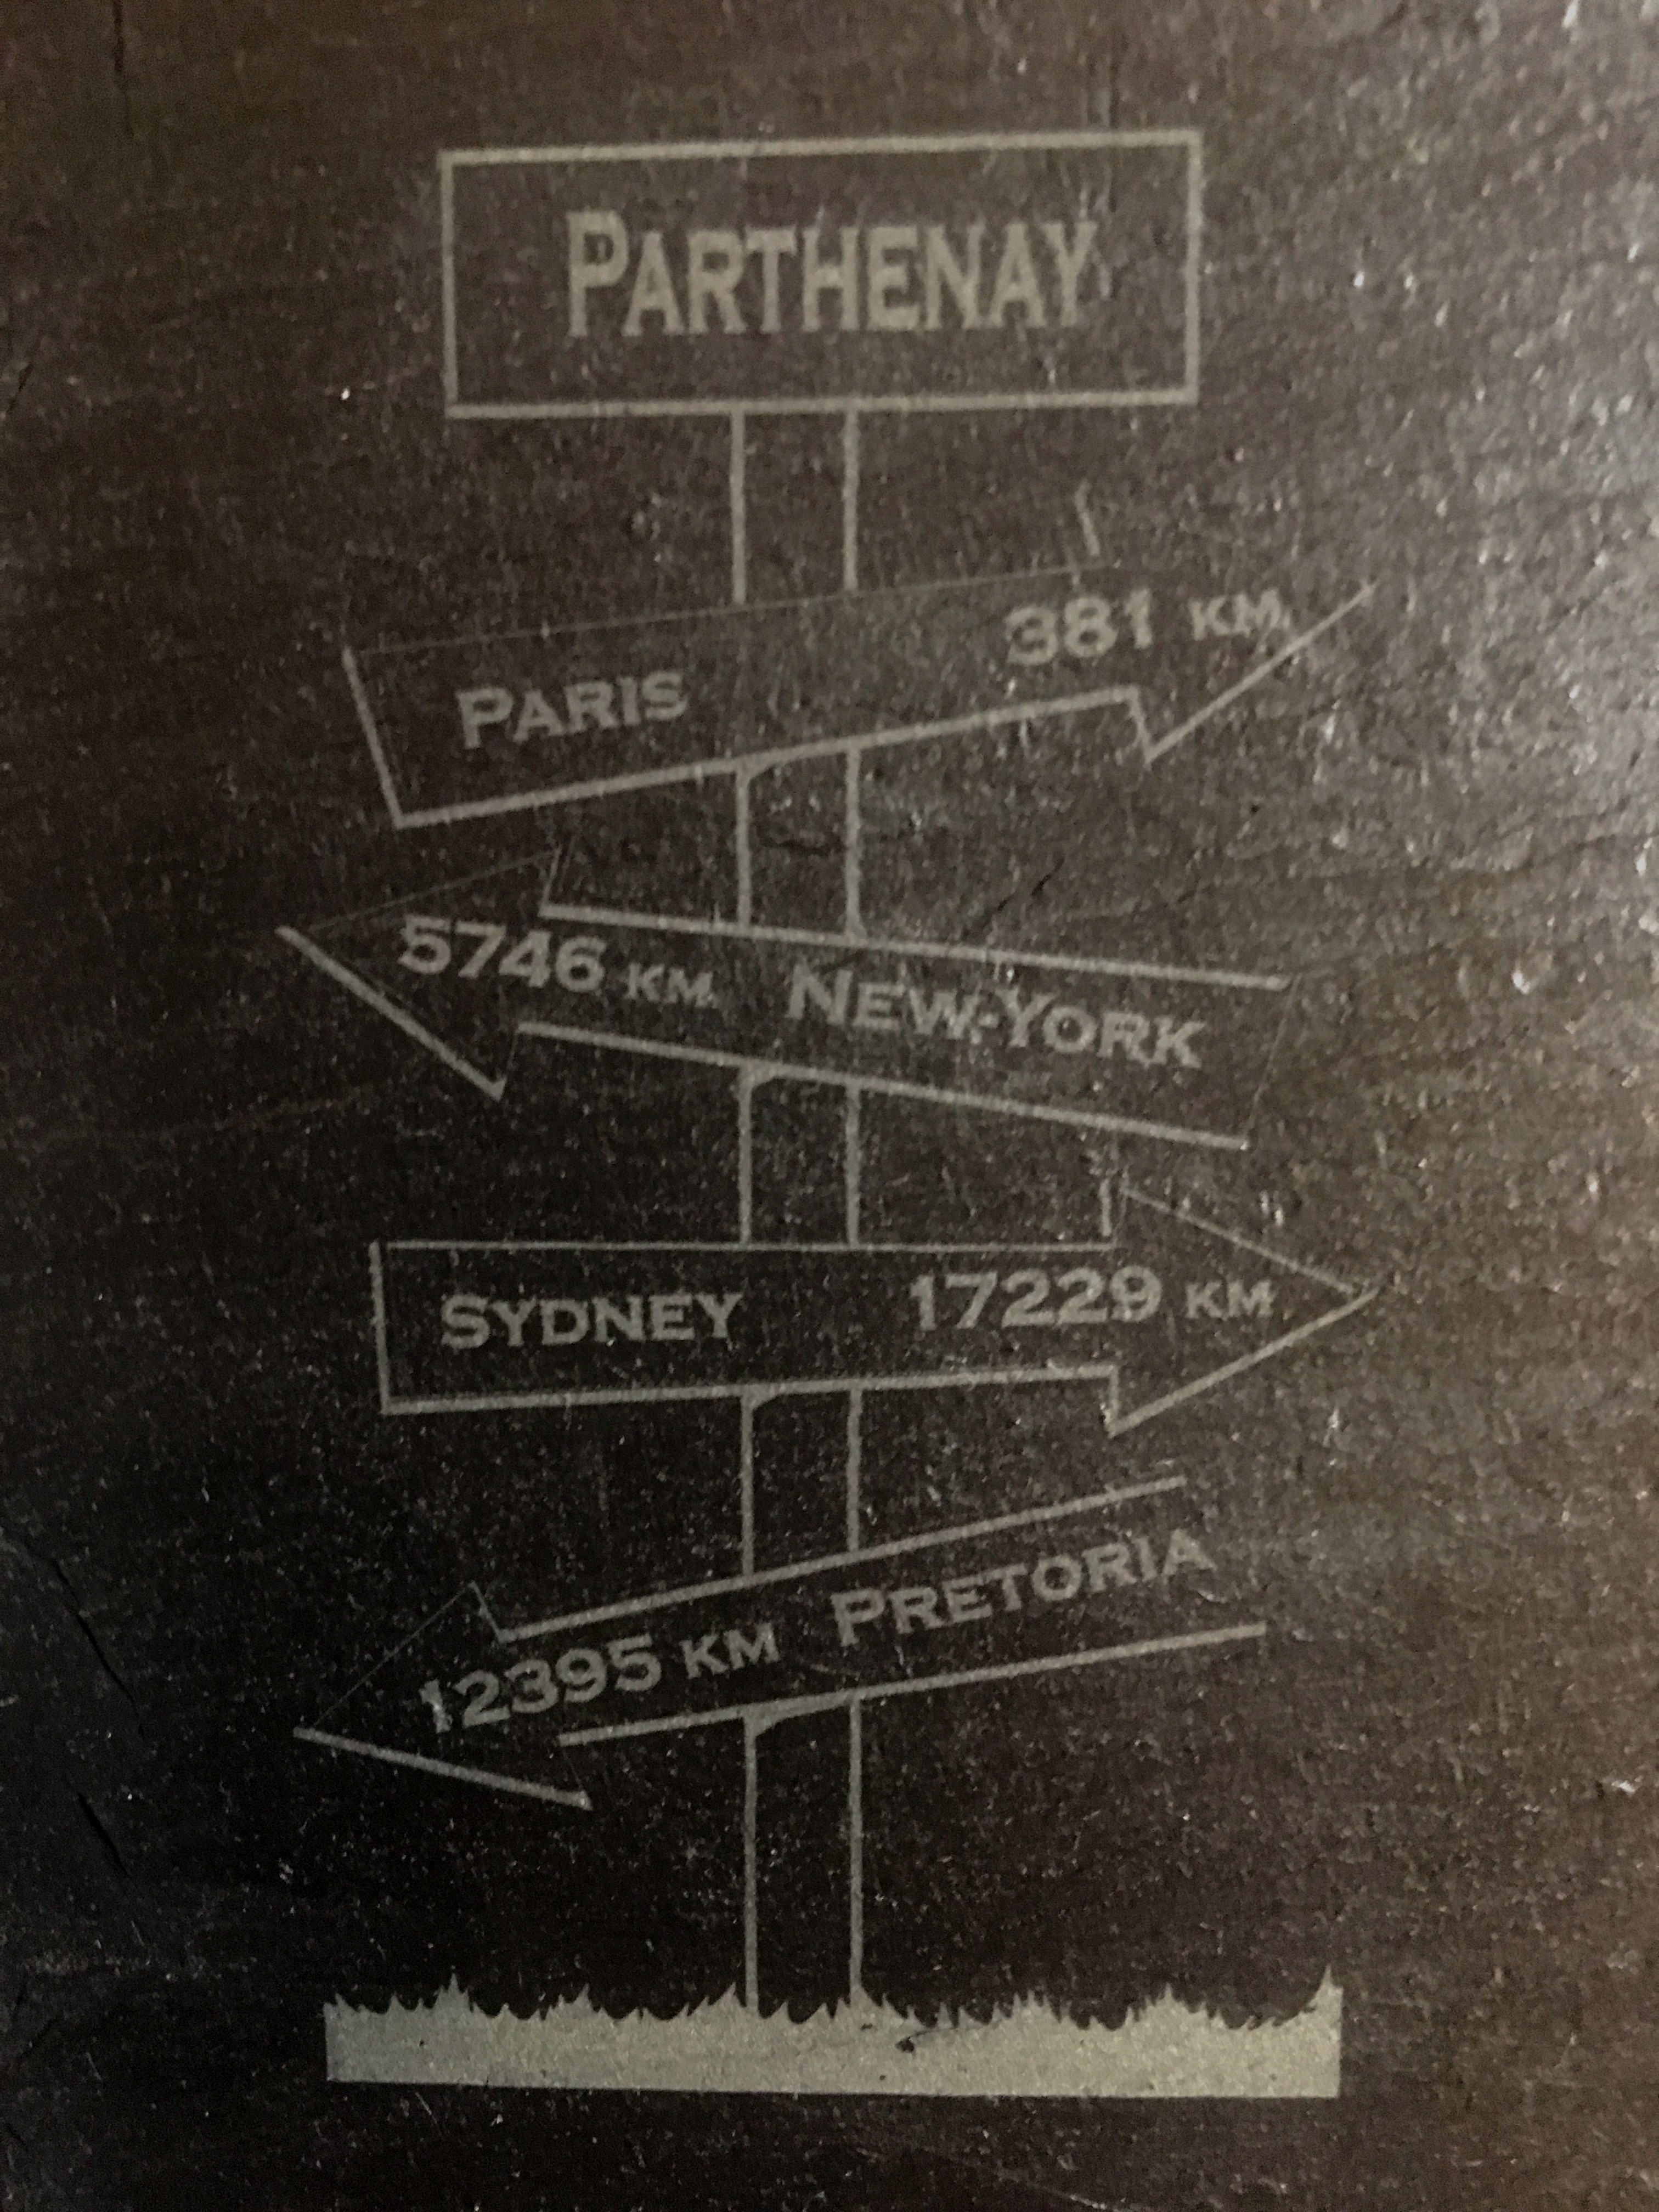 PARTHENAY
PARIS 381 KM
5746 KM NEW-YORK
SYDNEY 17229 KM
12395 KM PRETORIA